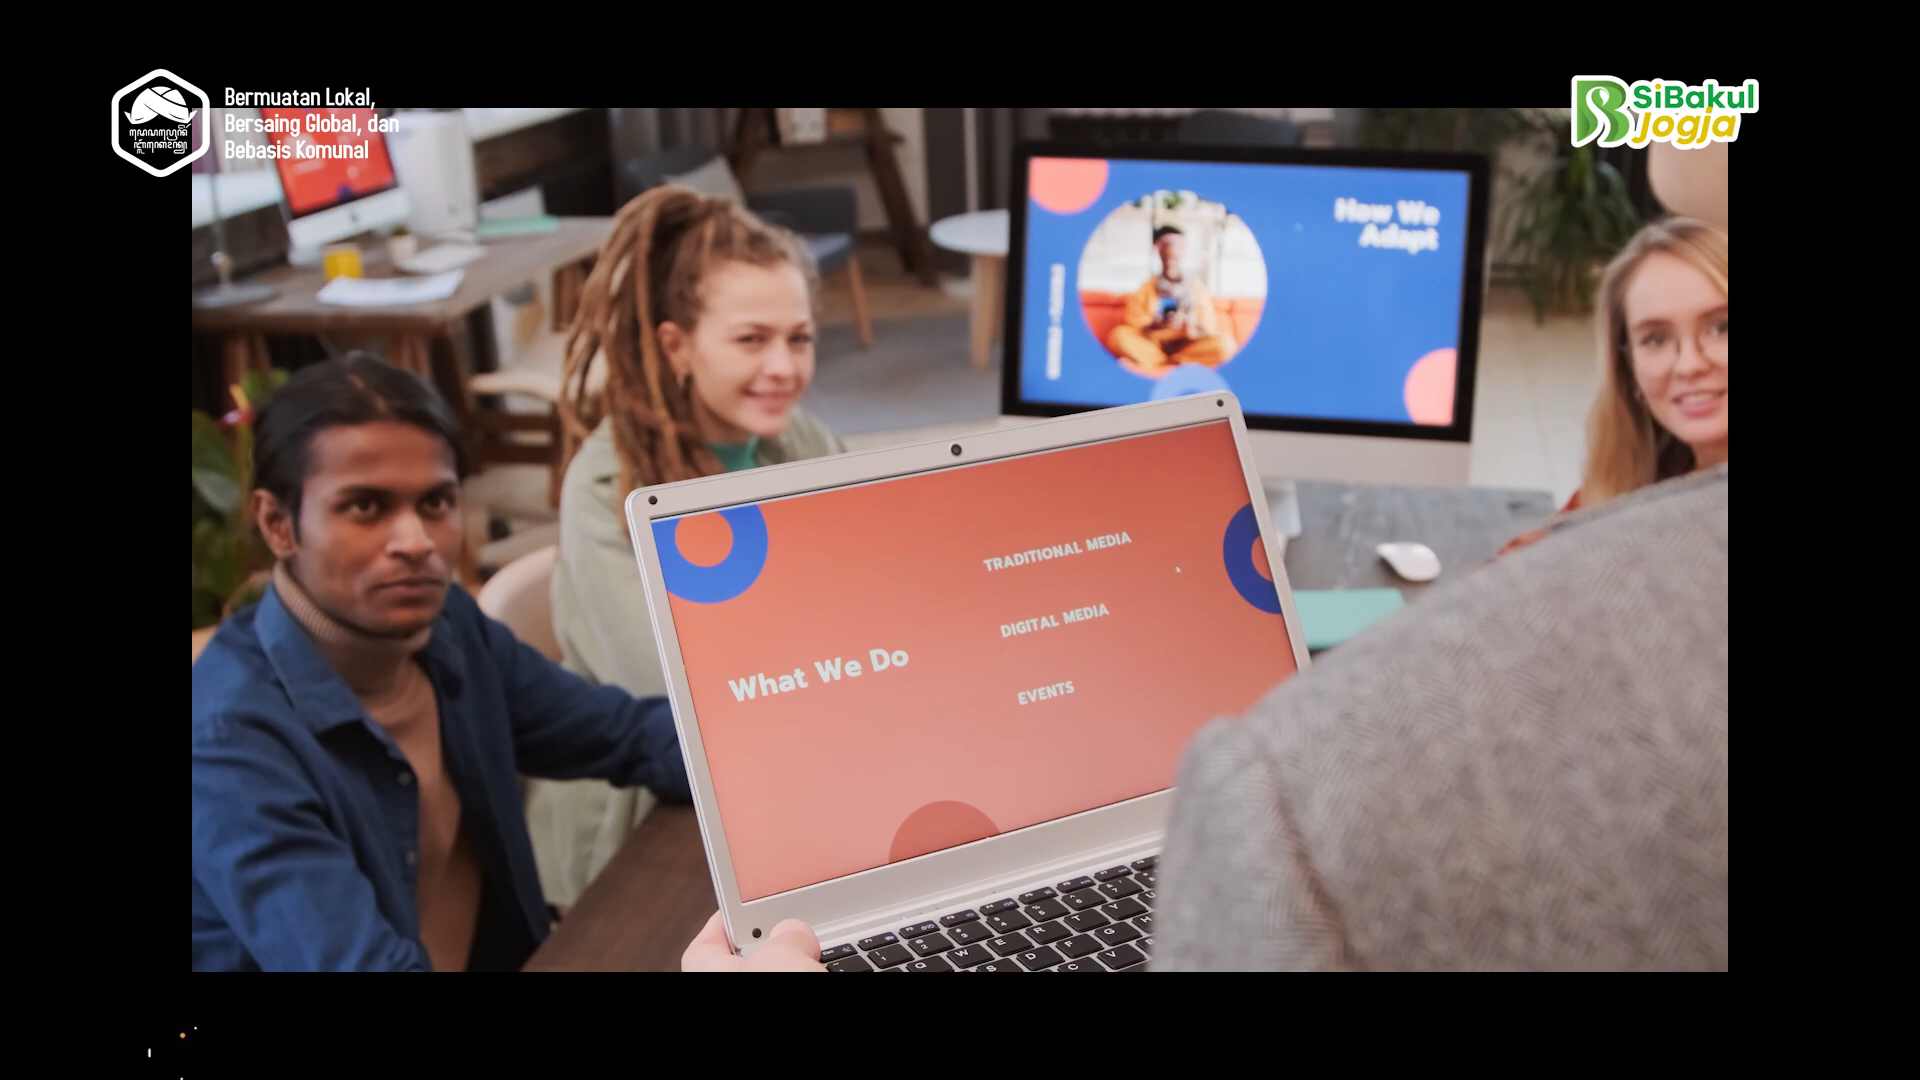 Bermuatan Lokal,
Bersaing Global, dan
Bebasis Komunal
SiBakul
Jogja
How We
Adapt
TRADITIONAL MEDIA
DIGITAL MEDIA
What We Do
EVENTS
Q W E R T Y U
S D F G H
C V B